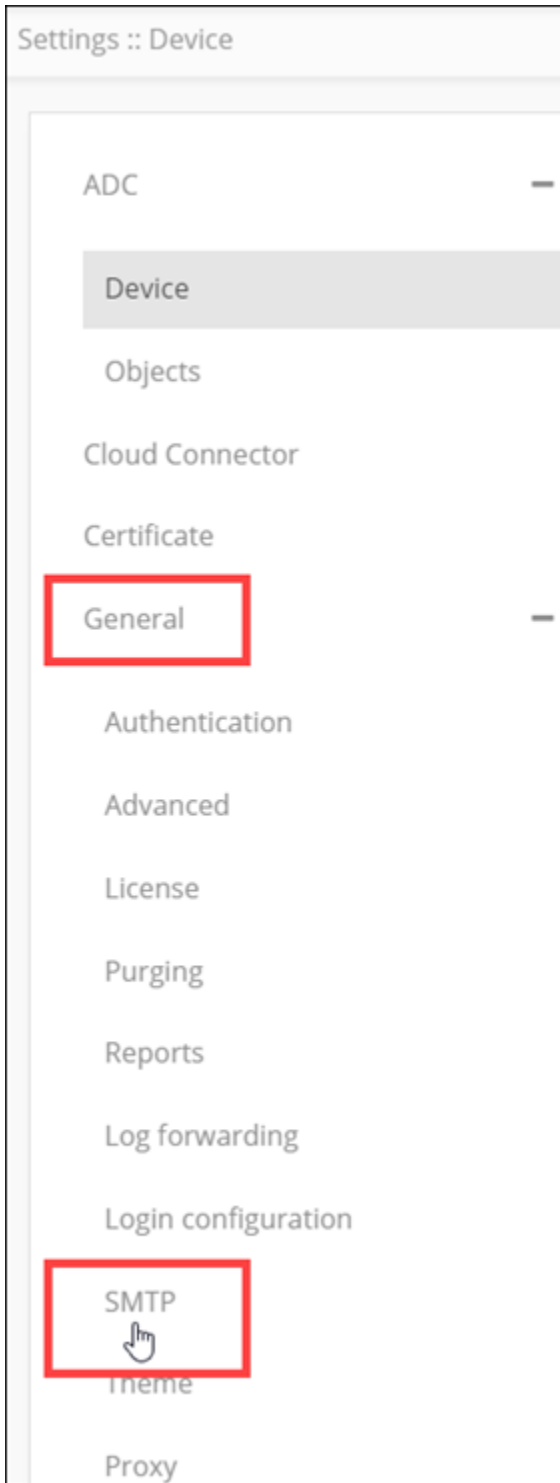 Settings :: Device
ADC
Device
Objects
Cloud Connector
Certificate
General
Authentication
Advanced
License
Purging
Reports
Log forwarding
Login configuration
SMTP
Theme
Proxy